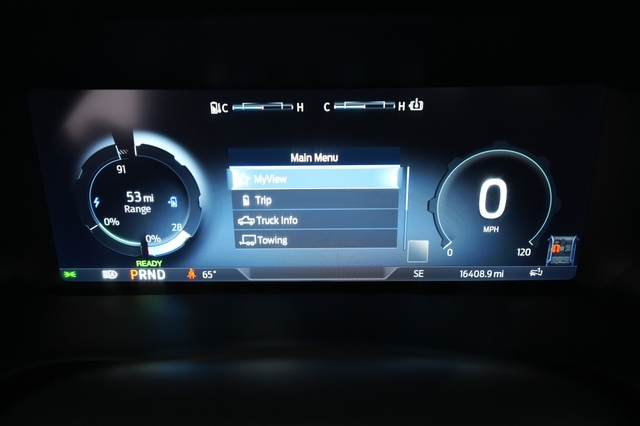 C H C H
Main Menu
MyView
Trip
Truck Info
Towing
91
53 mi
Range
0%
28
0%
0
MPH
0 120
READY
PRND 65° SE 16408.9 mi